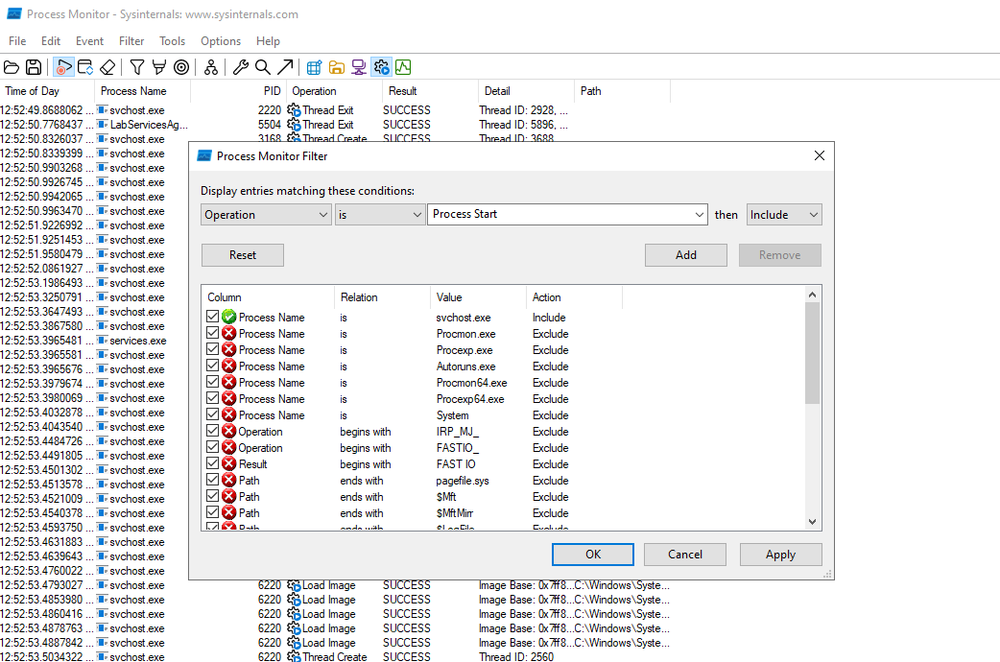 Process Monitor - Sysinternals: www.sysinternals.com
File Edit Event Filter Tools Options Help
Time of Day Process Name PID Operation Result Detail Path
12:52:49.8688062 ... svchost.exe 2220 Thread Exit SUCCESS Thread ID: 2928, ...
12:52:50.7768437 ... LabServicesAg... 5504 Thread Exit SUCCESS Thread ID: 5896, ...
12:52:50.8326037 ... svchost.exe 3168 Thread Create SUCCESS Thread ID: 3688
12:52:50.8339399 ... svchost.exe
12:52:50.9903268 ... svchost.exe
12:52:50.9926745 ... svchost.exe
12:52:50.9942065 ... svchost.exe
12:52:50.9963470 ... svchost.exe
12:52:51.9226992 ... svchost.exe
12:52:51.9251453 ... svchost.exe
12:52:51.9580479 ... svchost.exe
12:52:52.0861927 ... svchost.exe
12:52:53.1986493 ... svchost.exe
12:52:53.3250791 ... svchost.exe
12:52:53.3647493 ... svchost.exe
12:52:53.3867580 ... svchost.exe
12:52:53.3965481 ... services.exe
12:52:53.3965581 ... svchost.exe
12:52:53.3965676 ... svchost.exe
12:52:53.3979674 ... svchost.exe
12:52:53.3980069 ... svchost.exe
12:52:53.4032878 ... svchost.exe
12:52:53.4043540 ... svchost.exe
12:52:53.4484726 ... svchost.exe
12:52:53.4491805 ... svchost.exe
12:52:53.4501302 ... svchost.exe
12:52:53.4513578 ... svchost.exe
12:52:53.4521009 ... svchost.exe
12:52:53.4540378 ... svchost.exe
12:52:53.4593750 ... svchost.exe
12:52:53.4631883 ... svchost.exe
12:52:53.4639643 ... svchost.exe
12:52:53.4760022 ... svchost.exe
12:52:53.4793027 ... svchost.exe 6220 Load Image SUCCESS Image Base: 0x7ff8...C:\Windows\Syste...
12:52:53.4853980 ... svchost.exe 6220 Load Image SUCCESS Image Base: 0x7ff8...C:\Windows\Syste...
12:52:53.4860416 ... svchost.exe 6220 Load Image SUCCESS Image Base: 0x7ff8...C:\Windows\Syste...
12:52:53.4878763 ... svchost.exe 6220 Load Image SUCCESS Image Base: 0x7ff8...C:\Windows\Syste...
12:52:53.4887842 ... svchost.exe 6220 Load Image SUCCESS Image Base: 0x7ff8...C:\Windows\Syste...
12:52:53.5034322 ... svchost.exe 6220 Thread Create SUCCESS Thread ID: 2560
Process Monitor Filter
Display entries matching these conditions:
Operation is Process Start then Include
Reset Add Remove
Column Relation Value Action
Process Name is svchost.exe Include
Process Name is Procmon.exe Exclude
Process Name is Procexp.exe Exclude
Process Name is Autoruns.exe Exclude
Process Name is Procmon64.exe Exclude
Process Name is Procexp64.exe Exclude
Process Name is System Exclude
Operation begins with IRP_MJ_ Exclude
Operation begins with FASTIO_ Exclude
Result begins with FAST IO Exclude
Path ends with pagefile.sys Exclude
Path ends with $Mft Exclude
Path ends with $MftMirr Exclude
Path ends with $LogFile Exclude
OK Cancel Apply